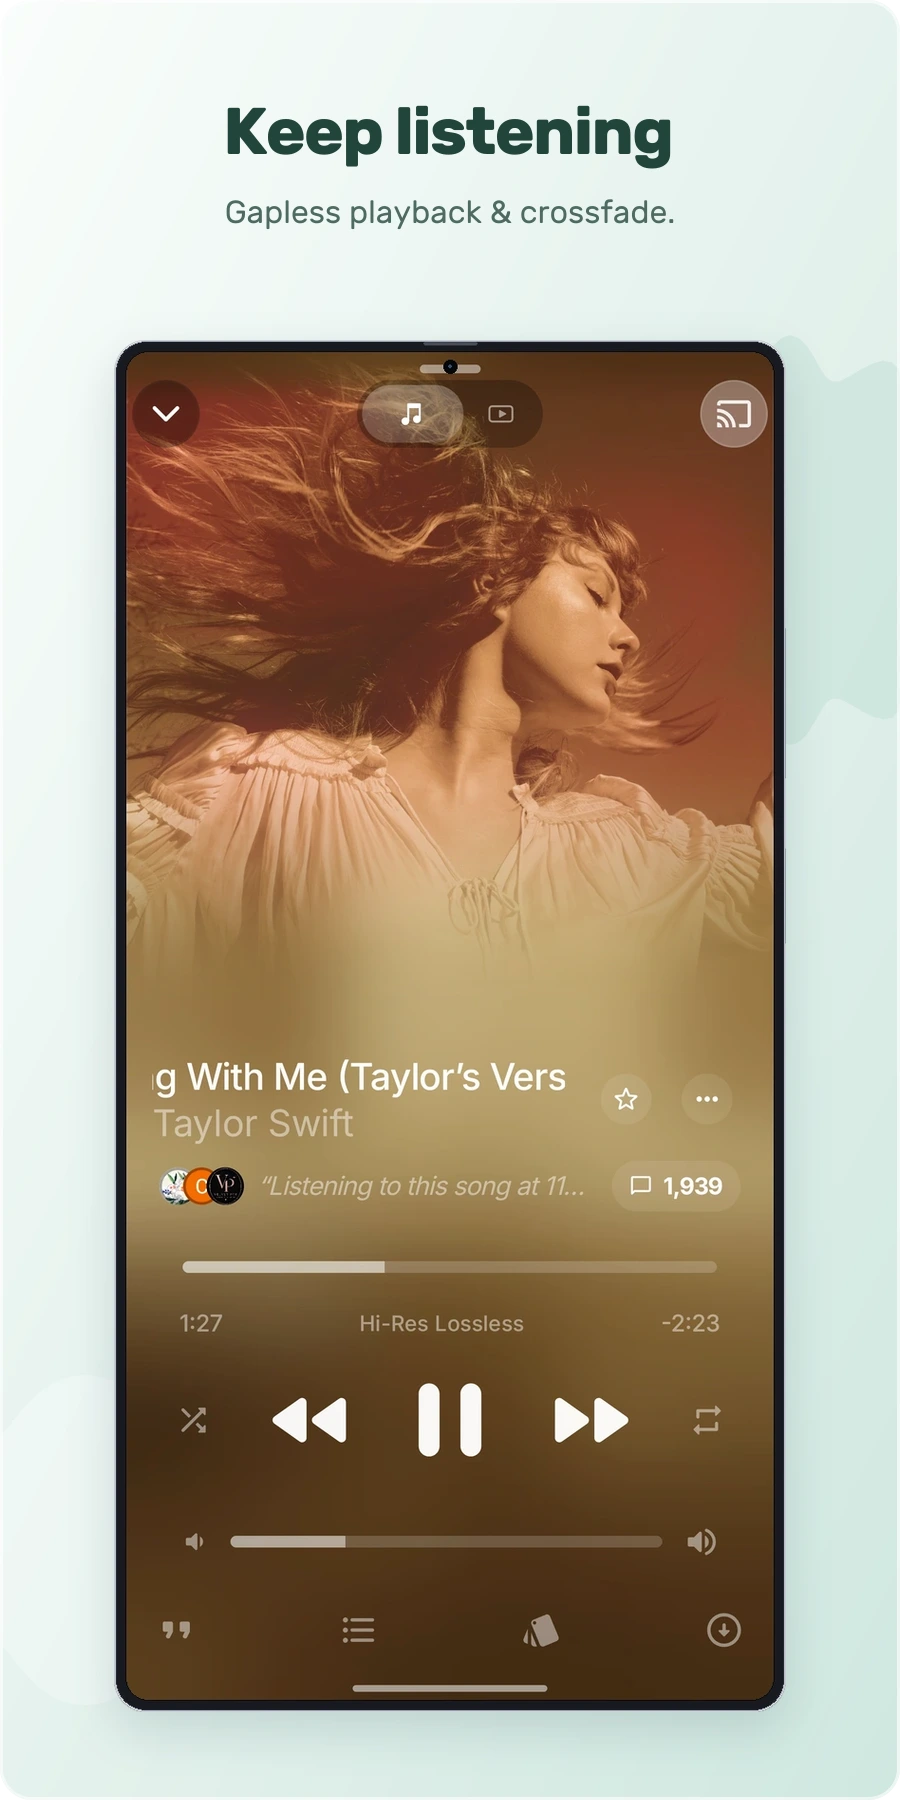 Keep listening
Gapless playback & crossfade.
g With Me (Taylor's Vers
Taylor Swift
C
VP
"Listening to this song at 11...
1,939
1:27
Hi-Res Lossless
-2:23